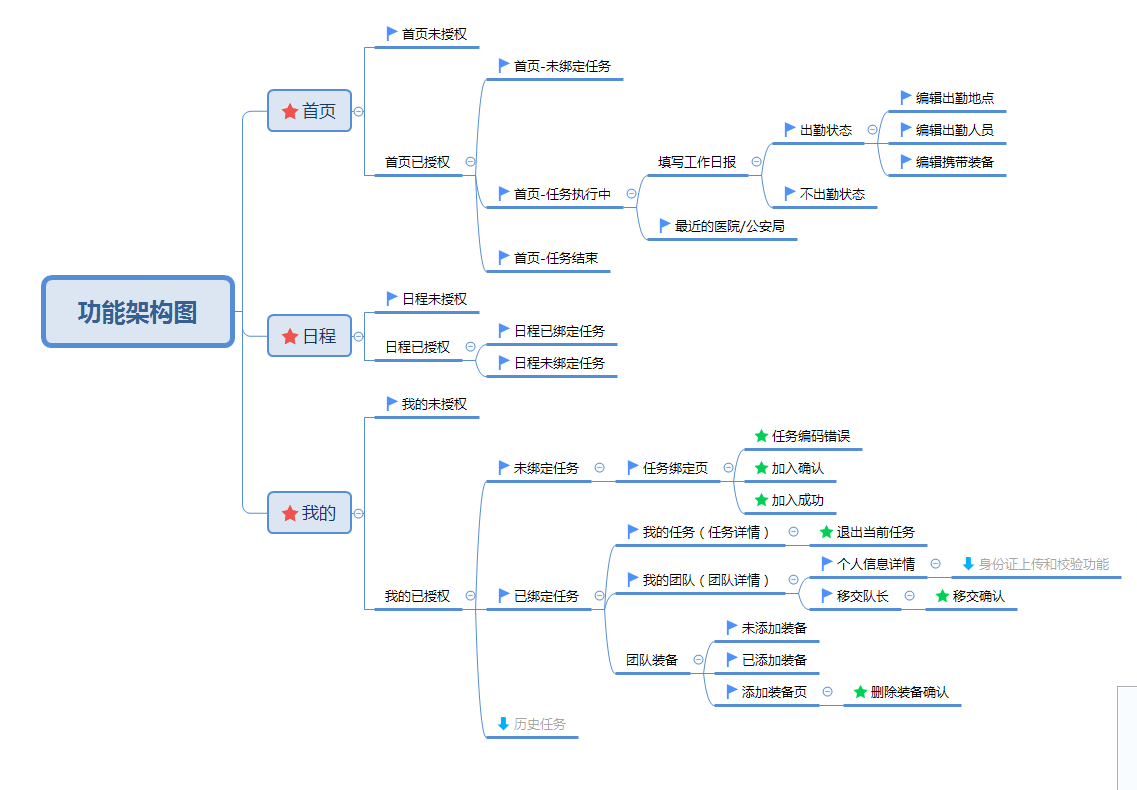 功能架构图
首页
首页未授权
首页已授权
首页-未绑定任务
首页-任务执行中
填写工作日报
出勤状态
编辑出勤地点
编辑出勤人员
编辑携带装备
不出勤状态
最近的医院/公安局
首页-任务结束
日程
日程未授权
日程已授权
日程已绑定任务
日程未绑定任务
我的
我的未授权
我的已授权
未绑定任务
任务绑定页
任务编码错误
加入确认
加入成功
已绑定任务
我的任务（任务详情）
退出当前任务
我的团队（团队详情）
个人信息详情
身份证上传和校验功能
移交队长
移交确认
团队装备
未添加装备
已添加装备
添加装备页
删除装备确认
历史任务